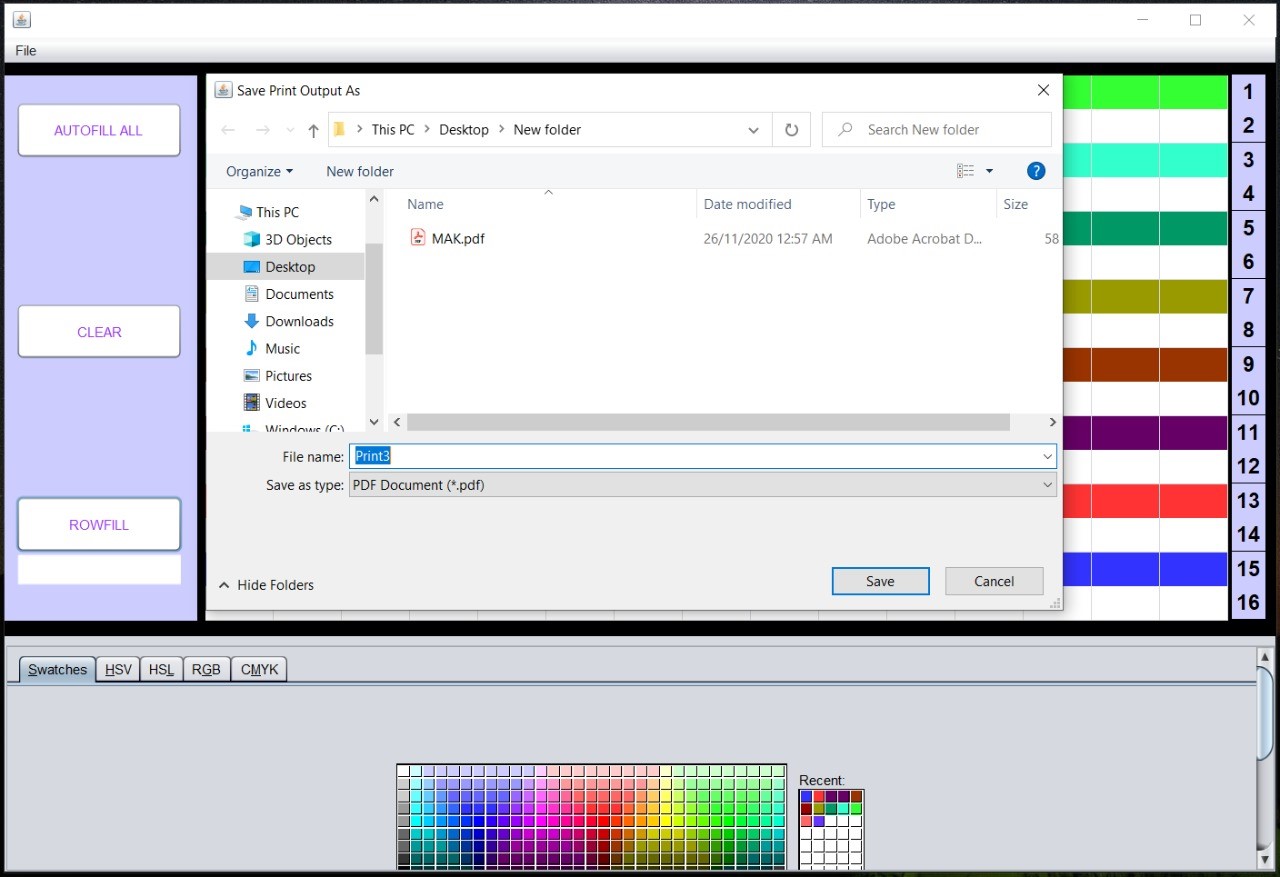 File
AUTOFILL ALL
CLEAR
ROWFILL
Save Print Output As
This PC > Desktop > New folder
Search New folder
Organize
New folder
?
Name
Date modified
Type
Size
This PC
3D Objects
Desktop
Documents
Downloads
Music
Pictures
Videos
Windows (C:)
MAK.pdf
26/11/2020 12:57 AM
Adobe Acrobat D...
58
File name: Print3
Save as type: PDF Document (*.pdf)
Hide Folders
Save
Cancel
1
2
3
4
5
6
7
8
9
10
11
12
13
14
15
16
Swatches
HSV
HSL
RGB
CMYK
Recent: